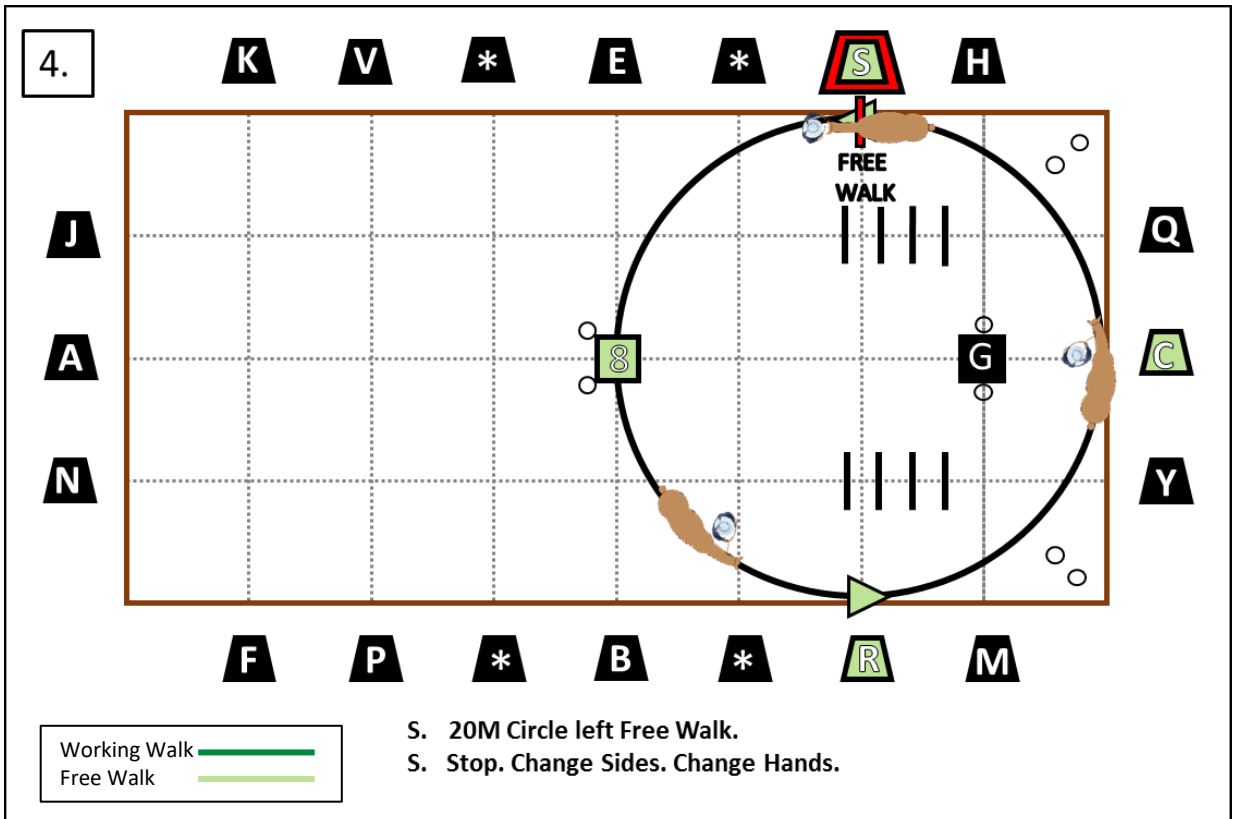 4.
K V * E * S H
FREE
WALK
J Q
A 8 G C
N Y
F P * B * R M
Working Walk
Free Walk
S. 20M Circle left Free Walk.
S. Stop. Change Sides. Change Hands.